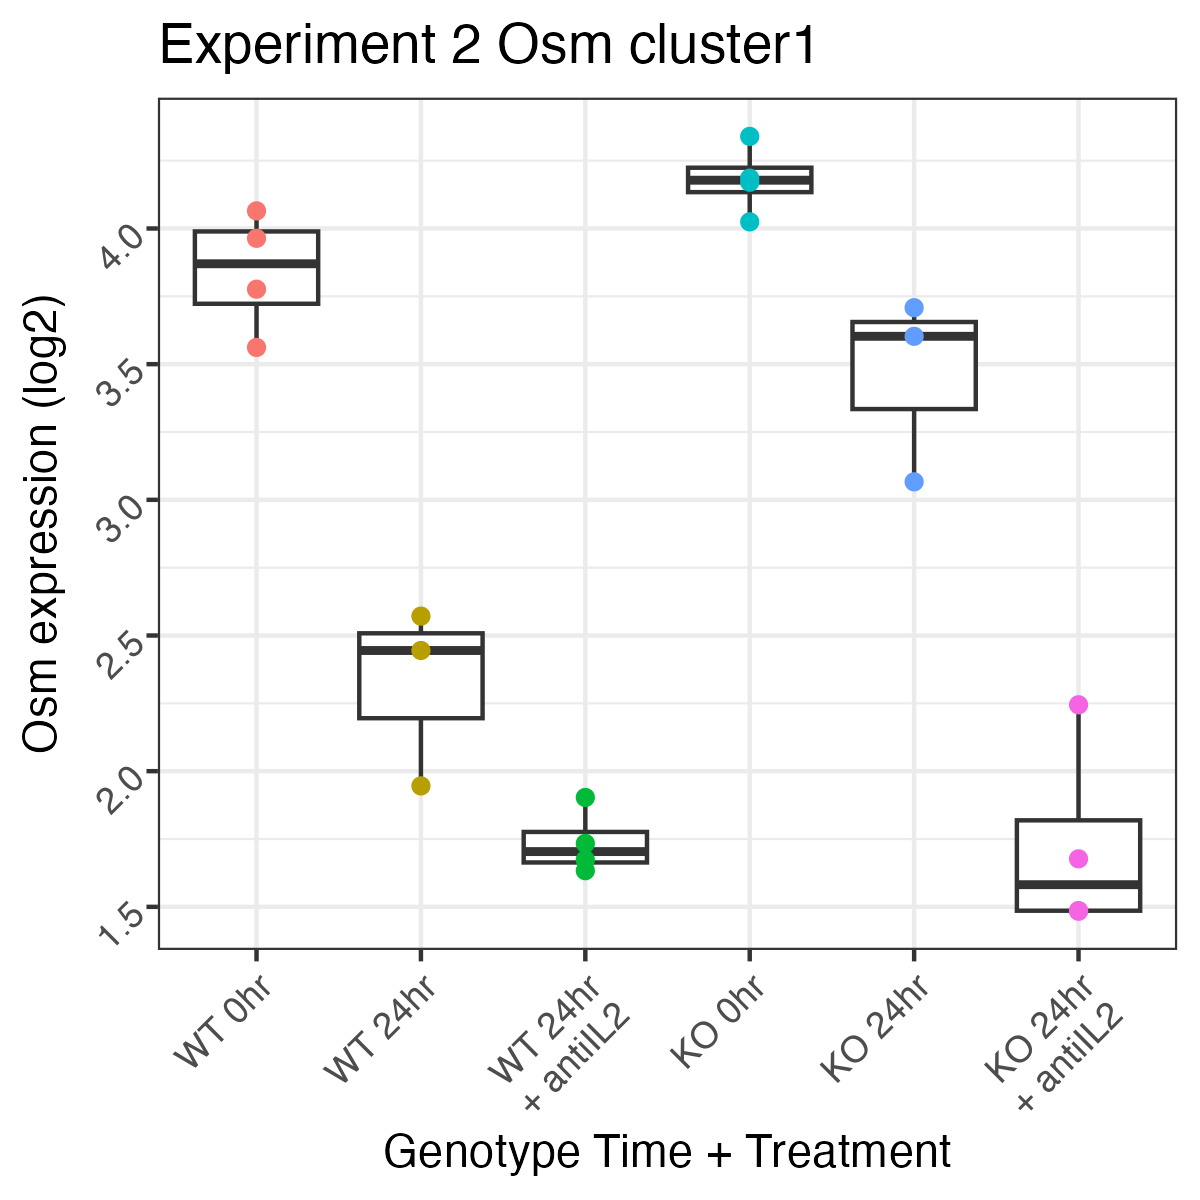 Experiment 2 Osm cluster1
Osm expression (log2)
4.0
3.5
3.0
2.5
2.0
1.5
WT 0hr
WT 24hr
WT 24hr
+ antiIL2
KO 0hr
KO 24hr
KO 24hr
+ antiIL2
Genotype Time + Treatment